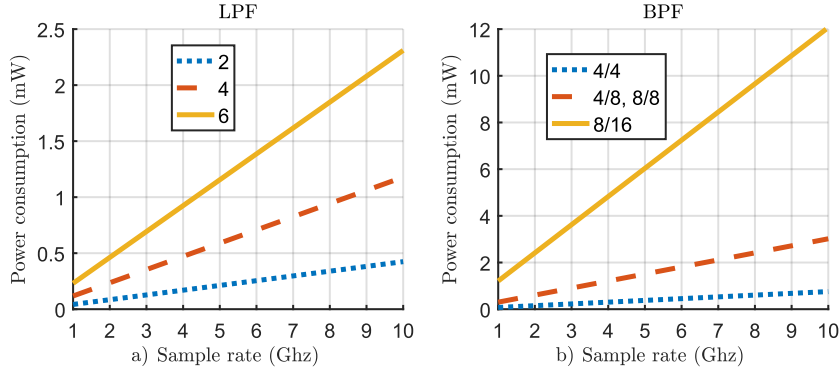 LPF
Power consumption (mW)
2.5
2
1.5
1
0.5
0
2
4
6
1 2 3 4 5 6 7 8 9 10
a) Sample rate (Ghz)
BPF
Power consumption (mW)
12
10
8
6
4
2
0
4/4
4/8, 8/8
8/16
1 2 3 4 5 6 7 8 9 10
b) Sample rate (Ghz)